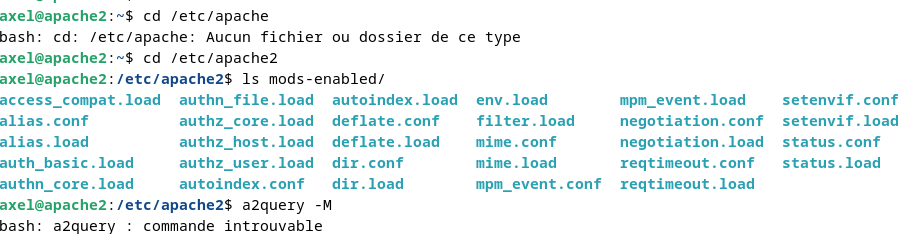 axel@apache2:~$ cd /etc/apache
bash: cd: /etc/apache: Aucun fichier ou dossier de ce type
axel@apache2:~$ cd /etc/apache2
axel@apache2:/etc/apache2$ ls mods-enabled/
access_compat.load  authn_file.load  autoindex.load  env.load        mpm_event.load    setenvif.conf
alias.conf          authz_core.load  deflate.conf    filter.load     negotiation.conf  setenvif.load
alias.load          authz_host.load  deflate.load    mime.conf       negotiation.load  status.conf
auth_basic.load     authz_user.load  dir.conf        mime.load       reqtimeout.conf   status.load
authn_core.load     autoindex.conf   dir.load        mpm_event.conf  reqtimeout.load
axel@apache2:/etc/apache2$ a2query -M
bash: a2query : commande introuvable